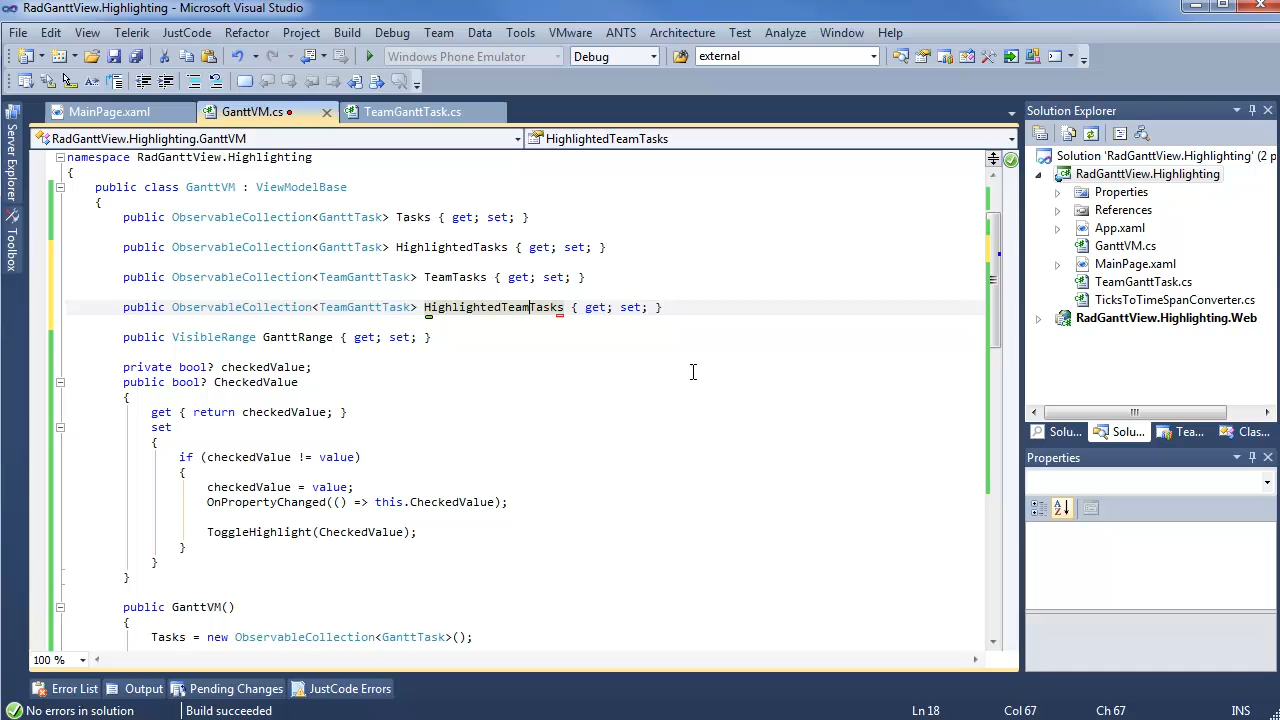 RadGanttView.Highlighting - Microsoft Visual Studio
File Edit View Telerik JustCode Refactor Project Build Debug Team Data Tools VMware ANTS Architecture Test Analyze Window Help
Windows Phone Emulator Debug external
MainPage.xaml GanttVM.cs TeamGanttTask.cs
RadGanttView.Highlighting.GanttVM HighlightedTeamTasks
Server Explorer
Toolbox
namespace RadGanttView.Highlighting
{
public class GanttVM : ViewModelBase
{
public ObservableCollection<GanttTask> Tasks { get; set; }
public ObservableCollection<GanttTask> HighlightedTasks { get; set; }
public ObservableCollection<TeamGanttTask> TeamTasks { get; set; }
public ObservableCollection<TeamGanttTask> HighlightedTeamTasks { get; set; }
public VisibleRange GanttRange { get; set; }
private bool? checkedValue;
public bool? CheckedValue
{
get { return checkedValue; }
set
{
if (checkedValue != value)
{
checkedValue = value;
OnPropertyChanged(() => this.CheckedValue);
ToggleHighlight(CheckedValue);
}
}
}
public GanttVM()
{
Tasks = new ObservableCollection<GanttTask>();
100 %
Solution Explorer
Solution 'RadGanttView.Highlighting' (2 p
RadGanttView.Highlighting
Properties
References
App.xaml
GanttVM.cs
MainPage.xaml
TeamGanttTask.cs
TicksToTimeSpanConverter.cs
RadGanttView.Highlighting.Web
Solu... Solu... Tea... Clas...
Properties
Error List Output Pending Changes JustCode Errors
No errors in solution Build succeeded Ln 18 Col 67 Ch 67 INS